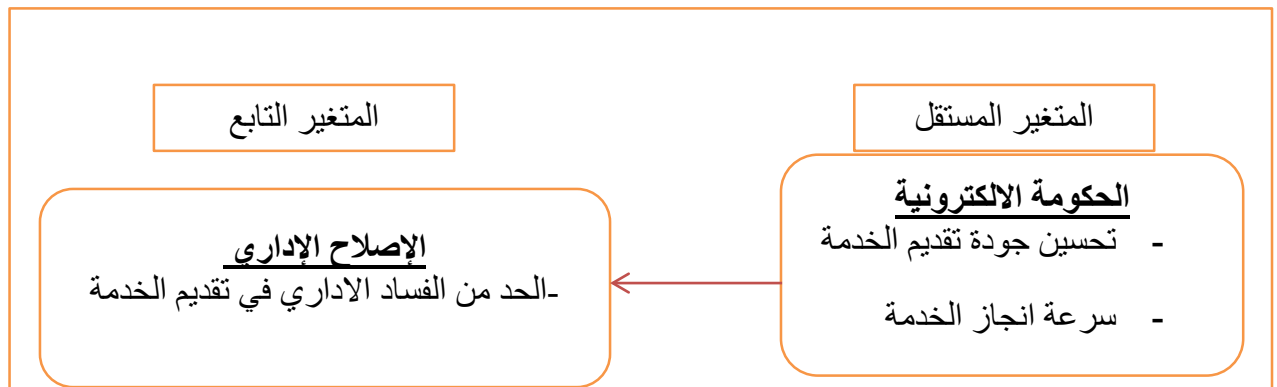 المتغير المستقل
المتغير التابع
الحكومة الالكترونية
- تحسين جودة تقديم الخدمة
- سرعة انجاز الخدمة
الإصلاح الإداري
-الحد من الفساد الاداري في تقديم الخدمة